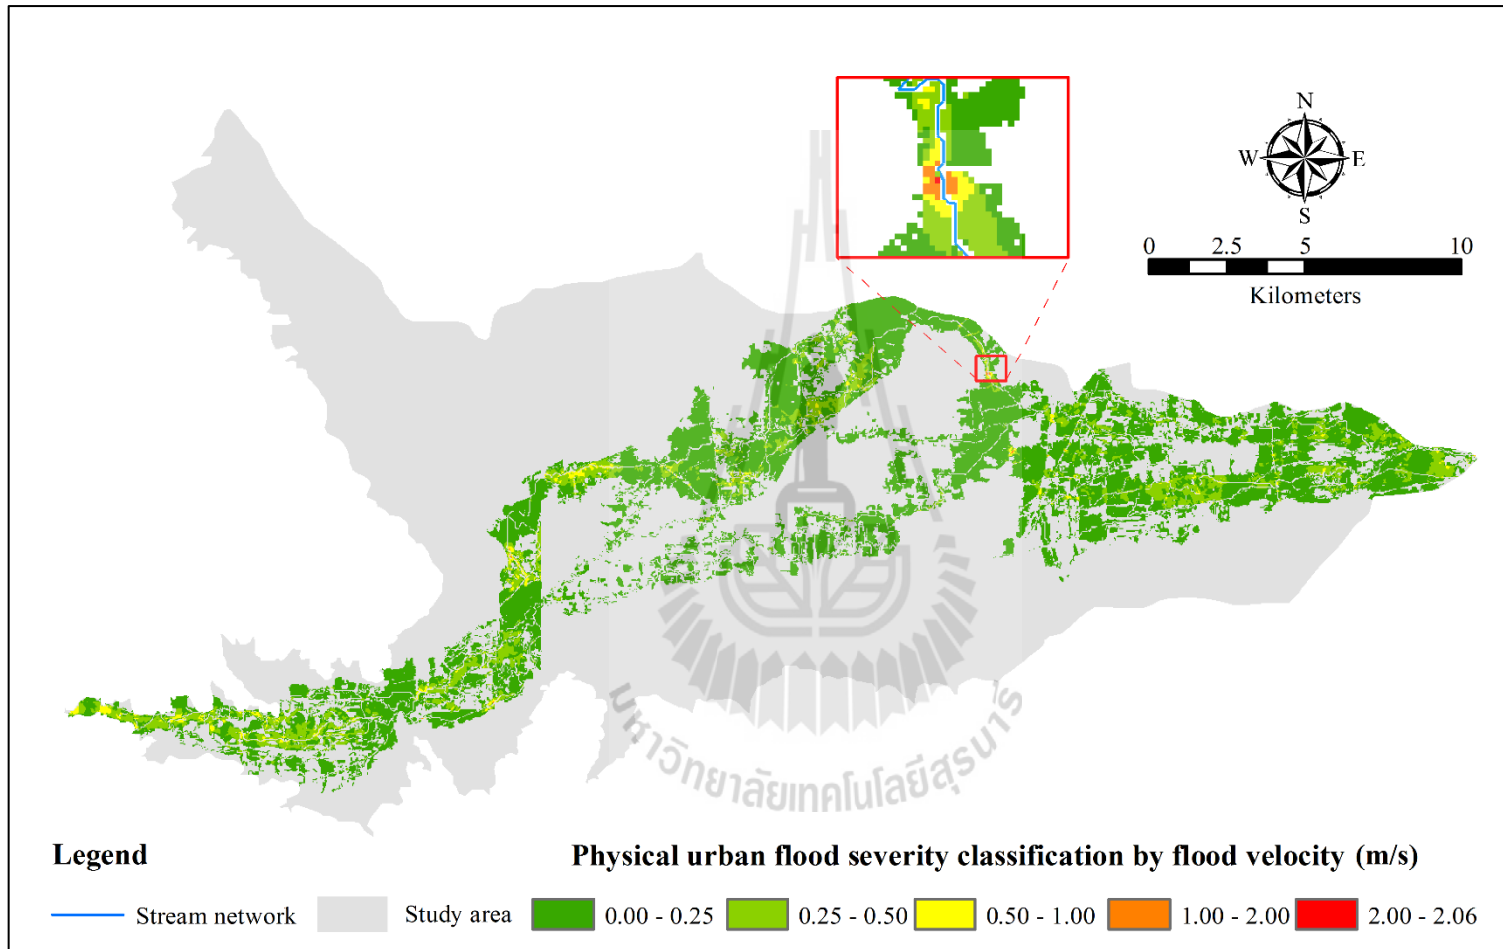 N
W E
S
0 2.5 5 10
Kilometers
มหาวิทยาลัยเทคโนโลยีสุรนารี
Legend
Physical urban flood severity classification by flood velocity (m/s)
Stream network
Study area
0.00 - 0.25
0.25 - 0.50
0.50 - 1.00
1.00 - 2.00
2.00 - 2.06